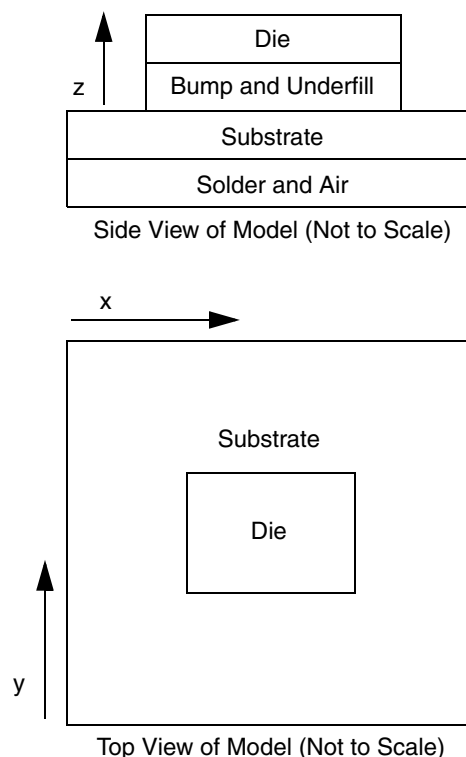 Die
z
Bump and Underfill
Substrate
Solder and Air
Side View of Model (Not to Scale)
x
Substrate
Die
y
Top View of Model (Not to Scale)